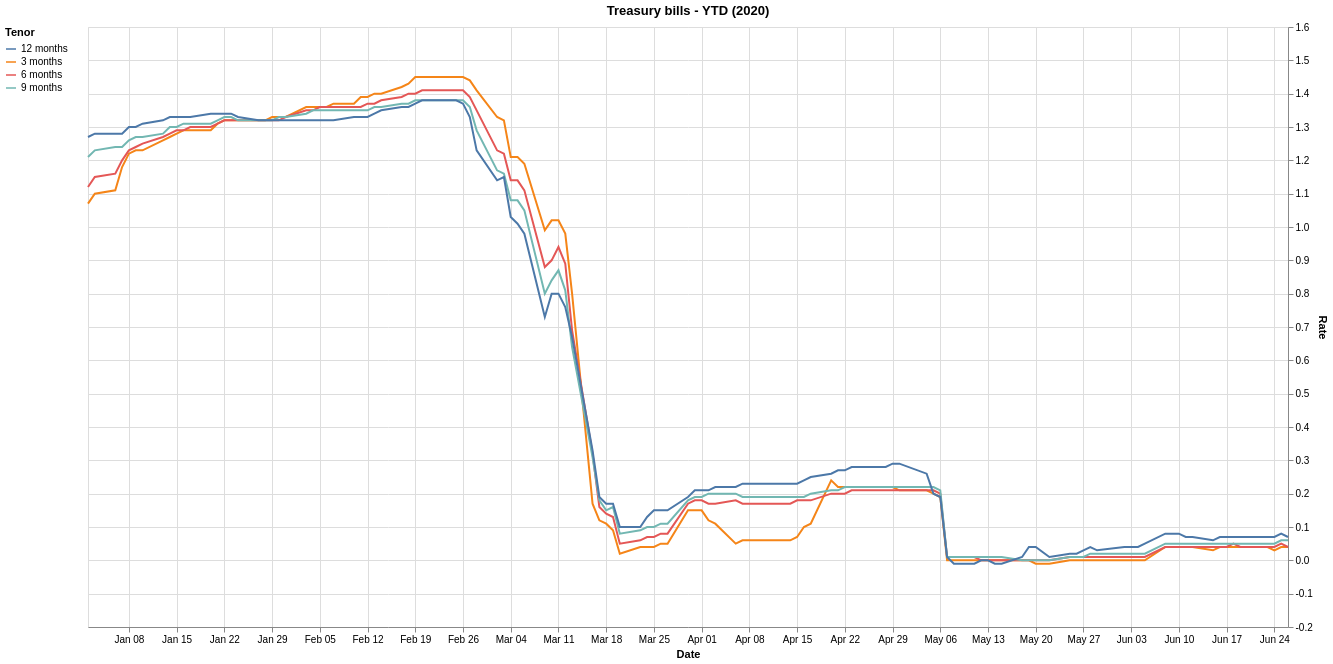 Treasury bills - YTD (2020)
Tenor
12 months
3 months
6 months
9 months
1.6
1.5
1.4
1.3
1.2
1.1
1.0
0.9
0.8
0.7
0.6
0.5
0.4
0.3
0.2
0.1
0.0
-0.1
-0.2
Rate
Jan 08 Jan 15 Jan 22 Jan 29 Feb 05 Feb 12 Feb 19 Feb 26 Mar 04 Mar 11 Mar 18 Mar 25 Apr 01 Apr 08 Apr 15 Apr 22 Apr 29 May 06 May 13 May 20 May 27 Jun 03 Jun 10 Jun 17 Jun 24
Date